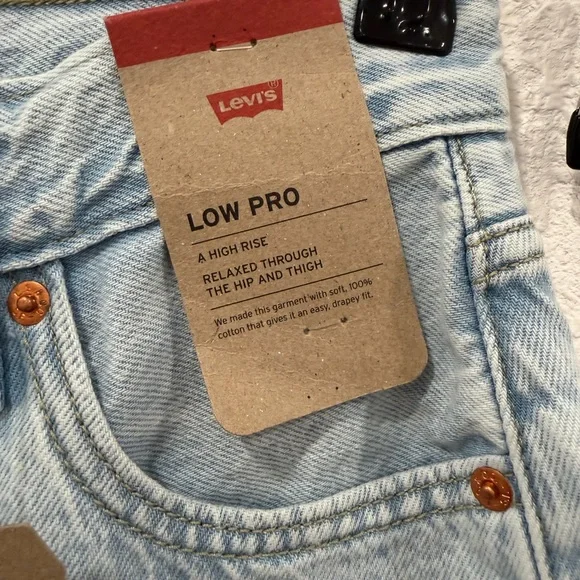 Levi's®
LOW PRO
A HIGH RISE
RELAXED THROUGH
THE HIP AND THIGH
We made this garment with soft, 100%
cotton that gives it an easy, drapey fit.